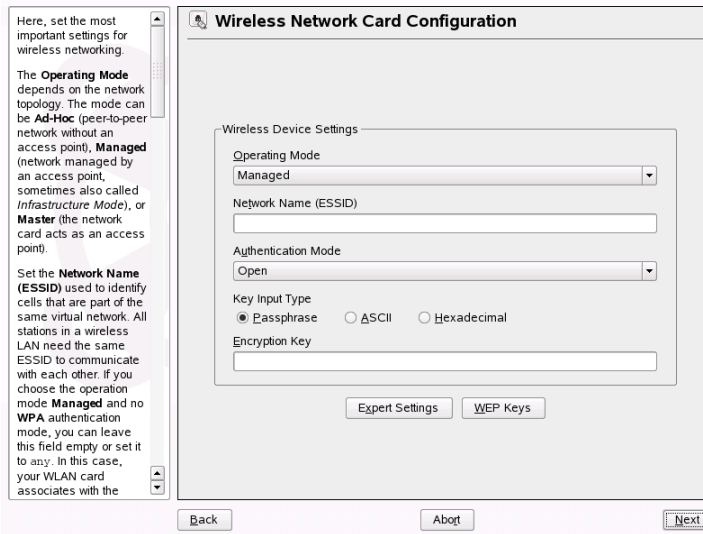 Here, set the most
important settings for
wireless networking.
The Operating Mode
depends on the network
topology. The mode can
be Ad-Hoc (peer-to-peer
network without an
access point), Managed
(network managed by
an access point,
sometimes also called
Infrastructure Mode), or
Master (the network
card acts as an access
point).
Set the Network Name
(ESSID) used to identify
cells that are part of the
same virtual network. All
stations in a wireless
LAN need the same
ESSID to communicate
with each other. If you
choose the operation
mode Managed and no
WPA authentication
mode, you can leave
this field empty or set it
to any. In this case,
your WLAN card
associates with the
Wireless Network Card Configuration
Wireless Device Settings
Operating Mode
Managed
Network Name (ESSID)
Authentication Mode
Open
Key Input Type
Passphrase ASCII Hexadecimal
Encryption Key
Expert Settings WEP Keys
Back Abort Next